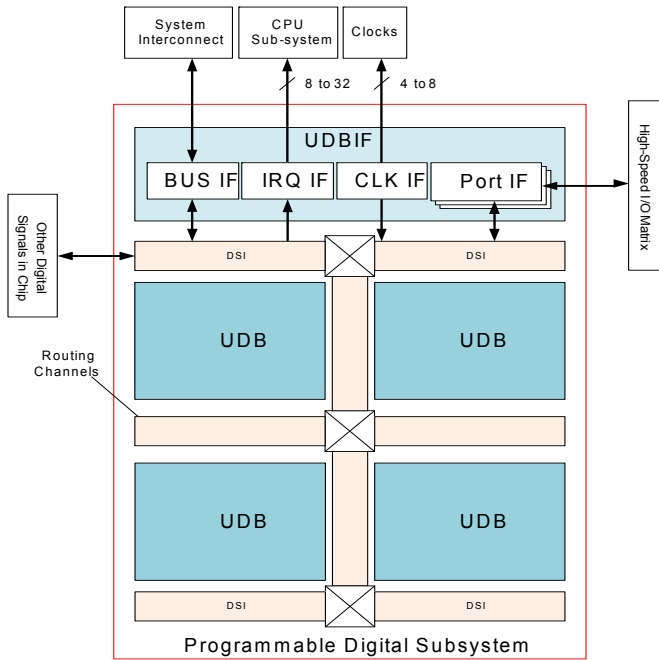 System
Interconnect
CPU
Sub-system
Clocks
8 to 32
4 to 8
UDBIF
BUS IF
IRQ IF
CLK IF
Port IF
High-Speed I/O Matrix
Other Digital
Signals in Chip
DSI
DSI
UDB
UDB
Routing
Channels
UDB
UDB
DSI
DSI
Programmable Digital Subsystem